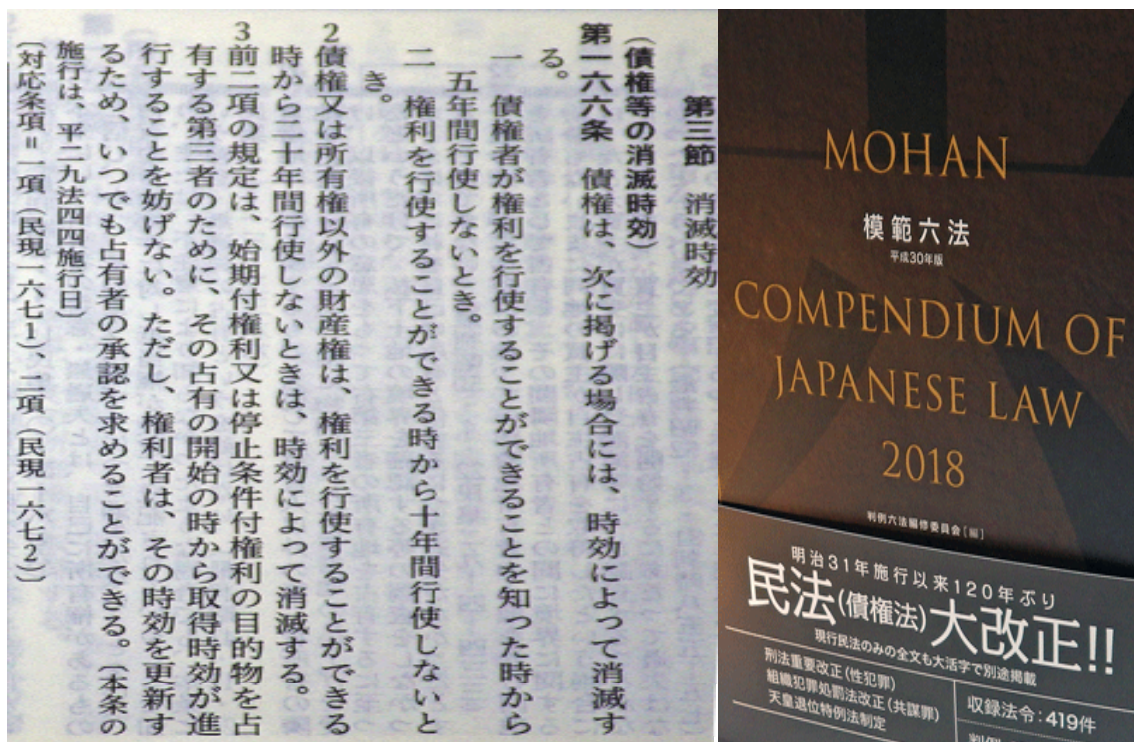 第三節 消滅時効
(債権等の消滅時効)
第一六六条 債権は、次に掲げる場合には、時効によって消滅す
る。
一 債権者が権利を行使することができることを知った時から
五年間行使しないとき。
二 権利を行使することができる時から十年間行使しないと
き。
2 債権又は所有権以外の財産権は、権利を行使することができる
時から二十年間行使しないときは、時効によって消滅する。
3 前二項の規定は、始期付権利又は停止条件付権利の目的物を占
有する第三者のために、その占有の開始の時から取得時効が進
行することを妨げない。ただし、権利者は、その時効を更新す
るため、いつでも占有者の承認を求めることができる。〔本条の
施行は、平二九法四四施行日〕
〔対応条項=一項(民現一六七1)、二項(民現一六七2)〕
MOHAN
模範六法
平成30年版
COMPENDIUM OF
JAPANESE LAW
2018
判例六法編修委員会[編]
明治31年施行以来120年ぶり
民法(債権法)大改正!!
現行民法のみの全文も大活字で別途掲載
刑法重要改正(性犯罪)
組織犯罪処罰法改正(共謀罪)
天皇退位特例法制定
収録法令:419件